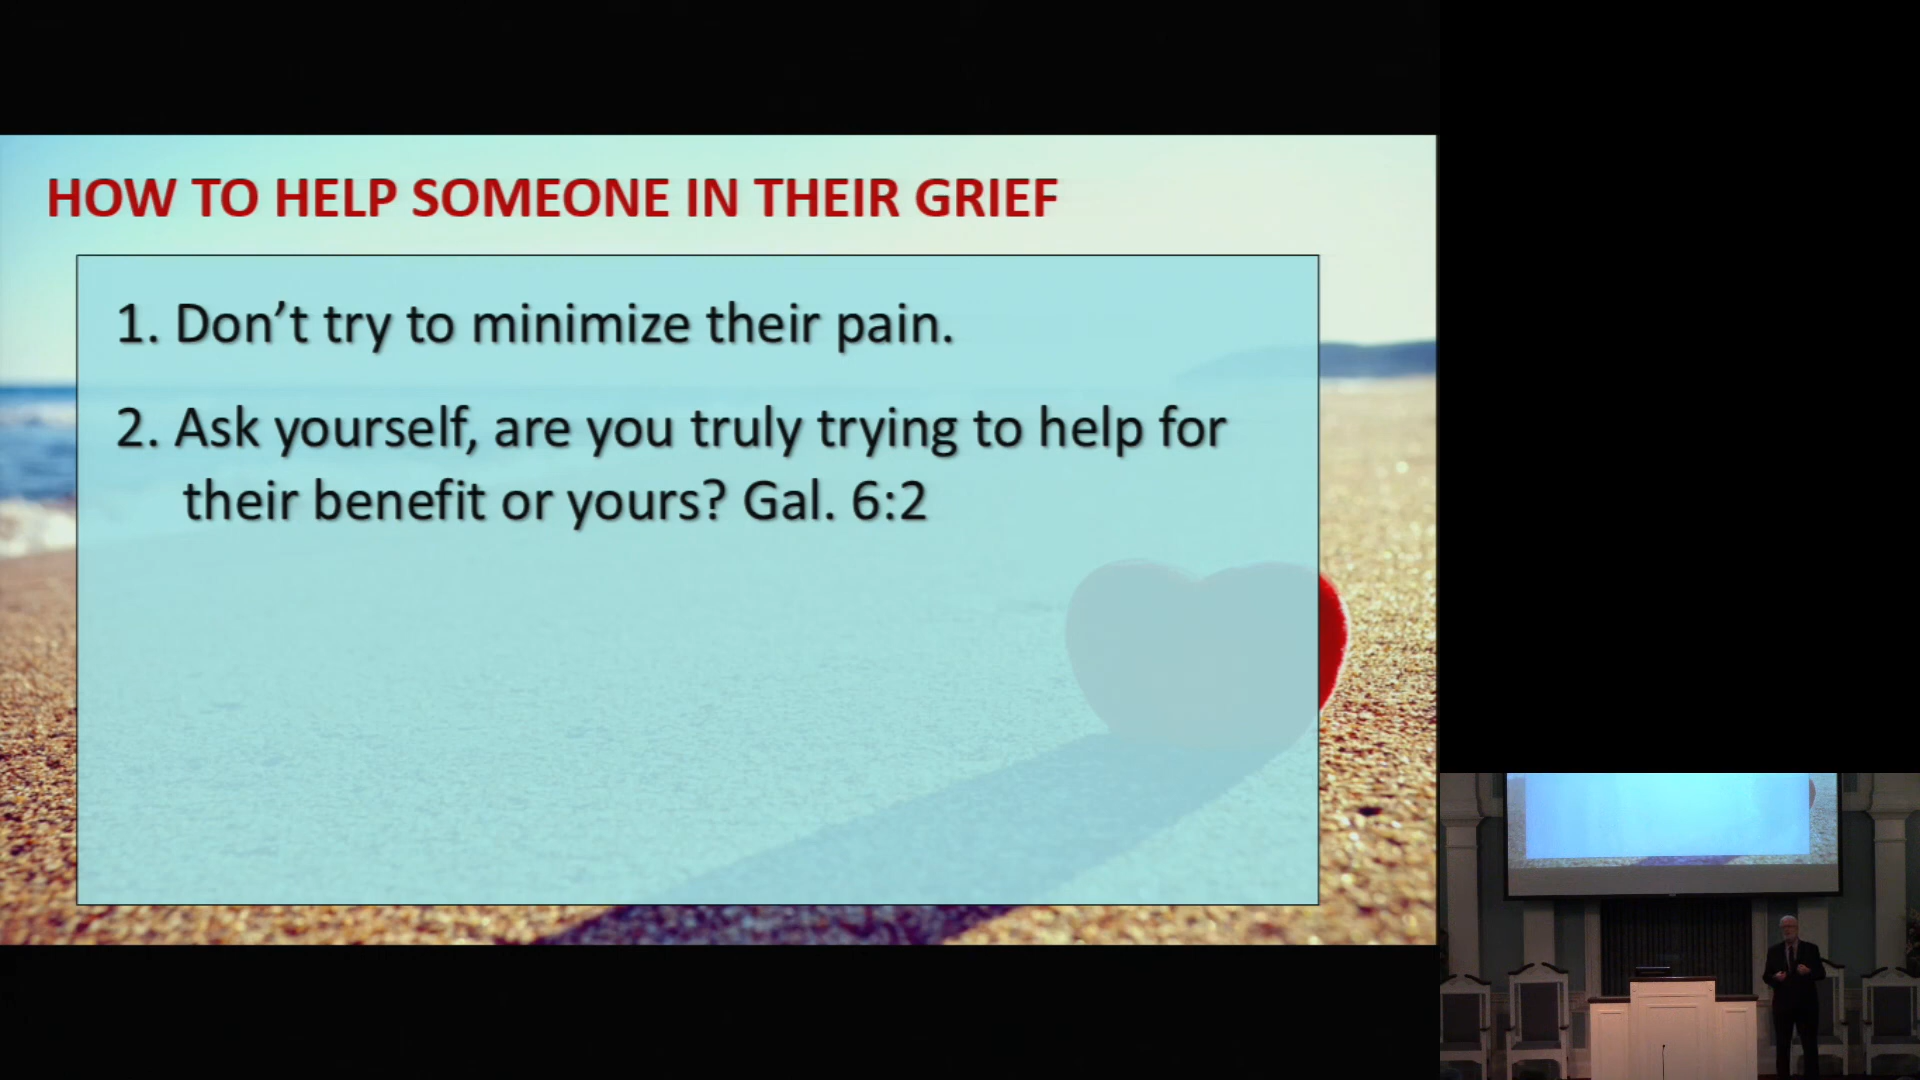 HOW TO HELP SOMEONE IN THEIR GRIEF
1. Don’t try to minimize their pain.
2. Ask yourself, are you truly trying to help for
their benefit or yours? Gal. 6:2